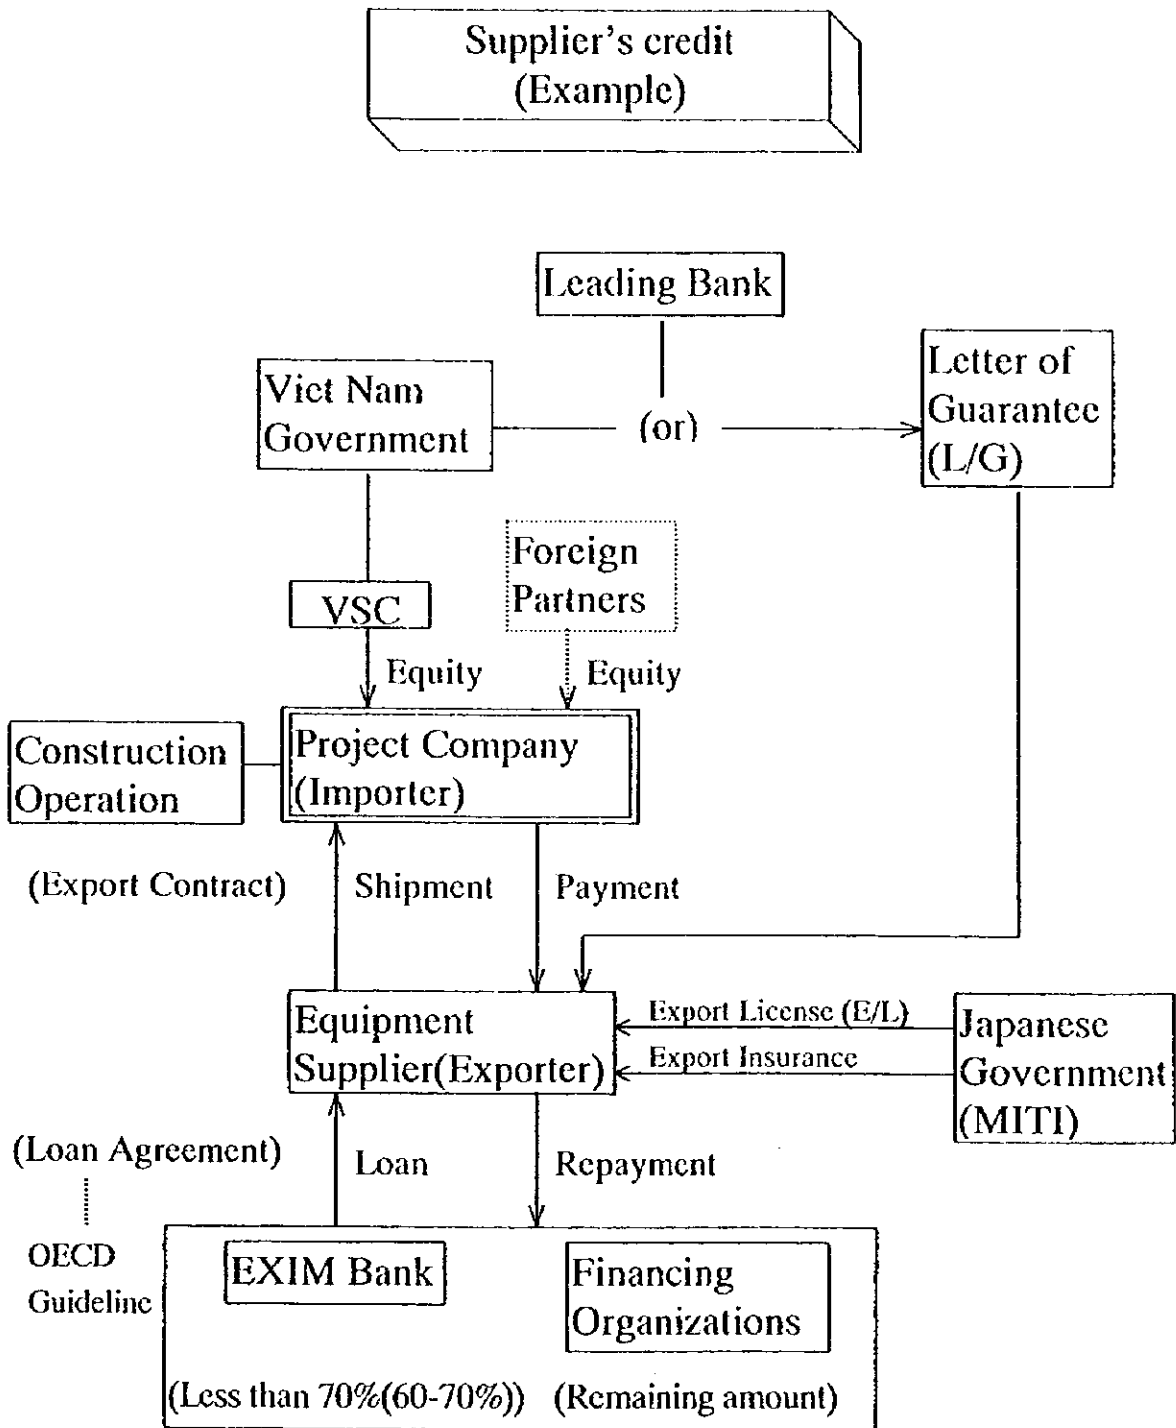 Supplier's credit
(Example)
Leading Bank
Viet Nam
Government
(or)
Letter of
Guarantee
(L/G)
Foreign
Partners
VSC
Equity
Equity
Construction
Operation
Project Company
(Importer)
(Export Contract)
Shipment
Payment
Equipment
Supplier(Exporter)
Export License (E/L)
Export Insurance
Japanese
Government
(MITI)
(Loan Agreement)
Loan
Repayment
OECD
Guideline
EXIM Bank
Financing
Organizations
(Less than 70%(60-70%))
(Remaining amount)